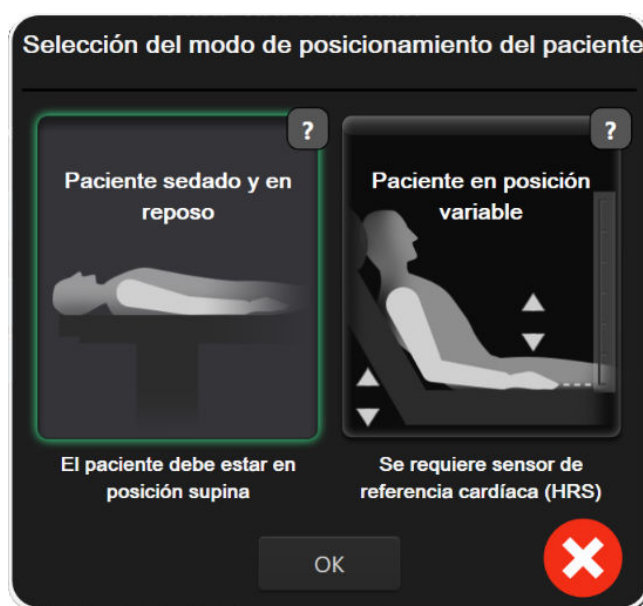 Selección del modo de posicionamiento del paciente
?
?
Paciente sedado y en
reposo
Paciente en posición
variable
El paciente debe estar en
posición supina
Se requiere sensor de
referencia cardíaca (HRS)
OK